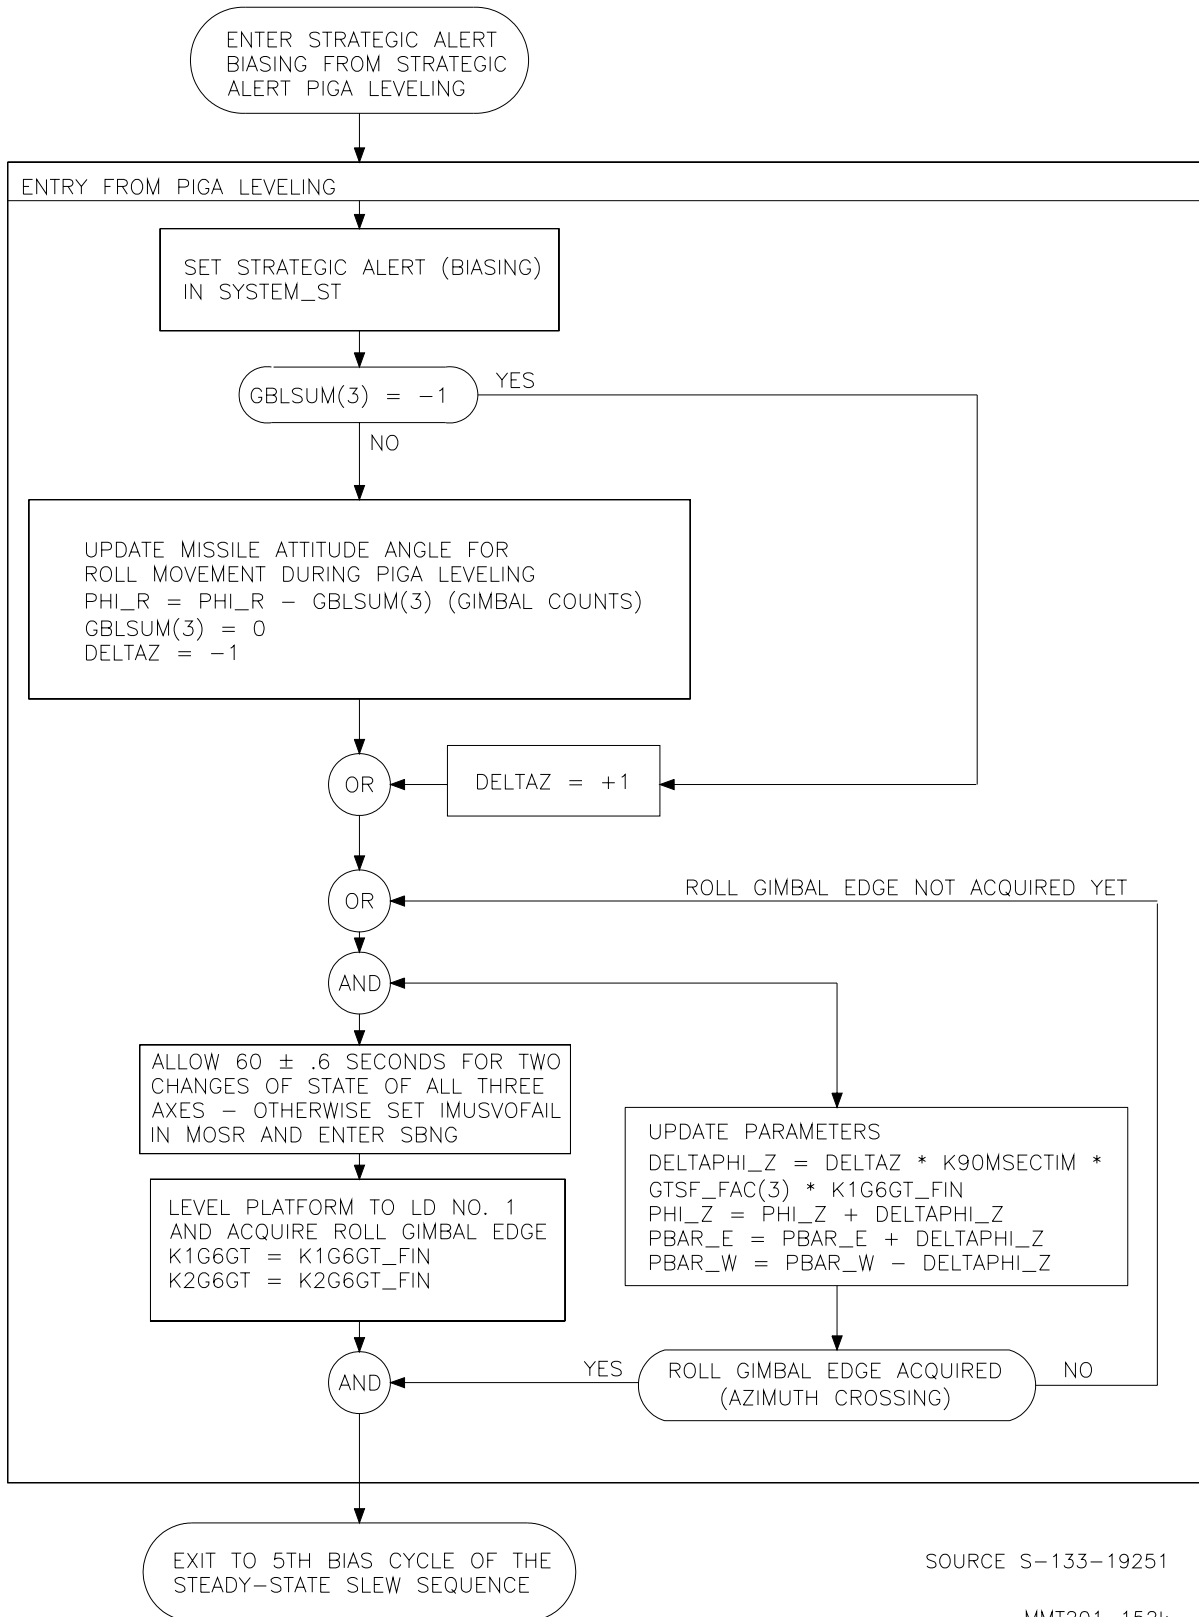 ENTER STRATEGIC ALERT
BIASING FROM STRATEGIC
ALERT PIGA LEVELING
ENTRY FROM PIGA LEVELING
SET STRATEGIC ALERT (BIASING)
IN SYSTEM_ST
GBLSUM(3) = -1
YES
NO
UPDATE MISSILE ATTITUDE ANGLE FOR
ROLL MOVEMENT DURING PIGA LEVELING
PHI_R = PHI_R - GBLSUM(3) (GIMBAL COUNTS)
GBLSUM(3) = 0
DELTAZ = -1
OR
DELTAZ = +1
OR
ROLL GIMBAL EDGE NOT ACQUIRED YET
AND
ALLOW 60 ± .6 SECONDS FOR TWO
CHANGES OF STATE OF ALL THREE
AXES - OTHERWISE SET IMUSVOFAIL
IN MOSR AND ENTER SBNG
UPDATE PARAMETERS
DELTAPHI_Z = DELTAZ * K90MSECTIM *
GTSF_FAC(3) * K1G6GT_FIN
PHI_Z = PHI_Z + DELTAPHI_Z
PBAR_E = PBAR_E + DELTAPHI_Z
PBAR_W = PBAR_W - DELTAPHI_Z
LEVEL PLATFORM TO LD NO. 1
AND ACQUIRE ROLL GIMBAL EDGE
K1G6GT = K1G6GT_FIN
K2G6GT = K2G6GT_FIN
AND
YES
ROLL GIMBAL EDGE ACQUIRED
(AZIMUTH CROSSING)
NO
EXIT TO 5TH BIAS CYCLE OF THE
STEADY-STATE SLEW SEQUENCE
SOURCE S-133-19251